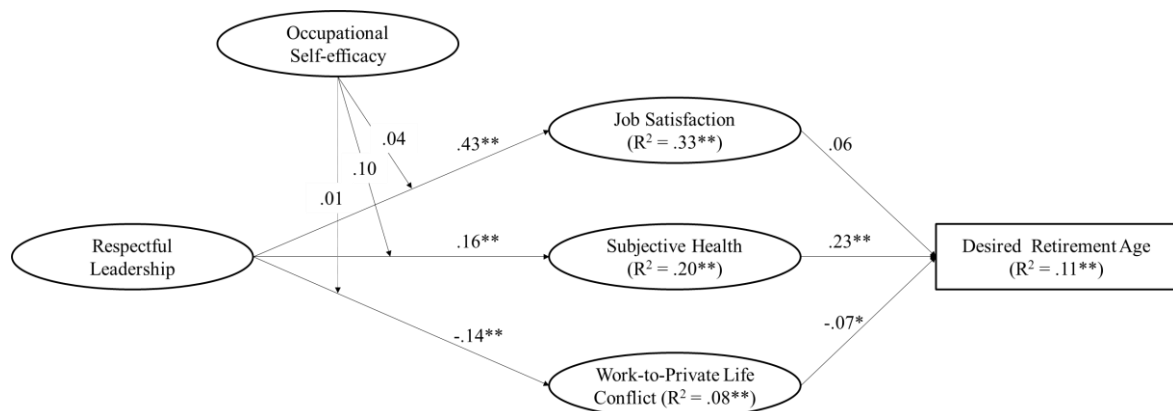 Occupational
Self-efficacy
Job Satisfaction
(R² = .33**)
.04
.43**
.06
.10
.01
Respectful
Leadership
.16**
Subjective Health
(R² = .20**)
.23**
Desired Retirement Age
(R² = .11**)
-.14**
-.07*
Work-to-Private Life
Conflict (R² = .08**)